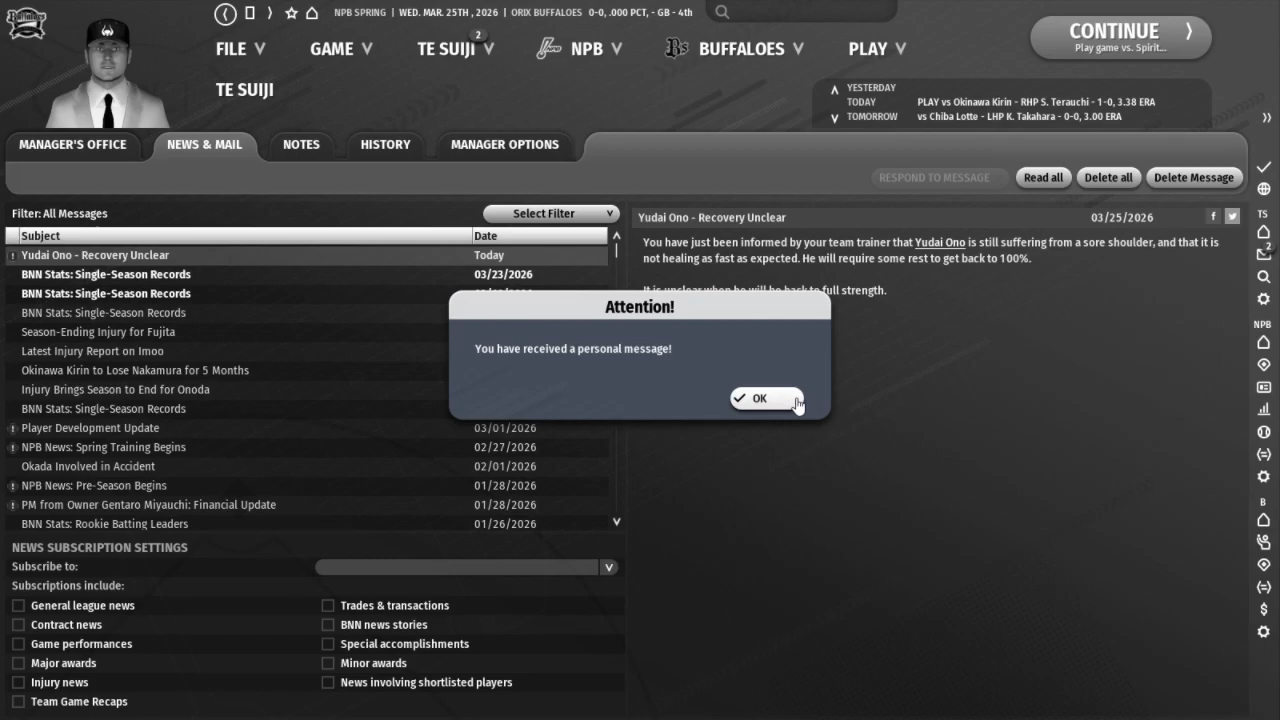 NPB SPRING | WED. MAR. 25TH , 2026 | ORIX BUFFALOES 0-0, .000 PCT, - GB - 4th
FILE GAME TE SUIJI 2 NPB BUFFALOES PLAY
CONTINUE
Play game vs. Spirit...
TE SUIJI
YESTERDAY
TODAY PLAY vs Okinawa Kirin - RHP S. Terauchi - 1-0, 3.38 ERA
TOMORROW vs Chiba Lotte - LHP K. Takahara - 0-0, 3.00 ERA
MANAGER'S OFFICE NEWS & MAIL NOTES HISTORY MANAGER OPTIONS
RESPOND TO MESSAGE Read all Delete all Delete Message
Filter: All Messages Select Filter
Subject Date
Yudai Ono - Recovery Unclear Today
BNN Stats: Single-Season Records 03/23/2026
BNN Stats: Single-Season Records
BNN Stats: Single-Season Records
Season-Ending Injury for Fujita
Latest Injury Report on Imoo
Okinawa Kirin to Lose Nakamura for 5 Months
Injury Brings Season to End for Onoda
BNN Stats: Single-Season Records
Player Development Update 03/01/2026
NPB News: Spring Training Begins 02/27/2026
Okada Involved in Accident 02/01/2026
NPB News: Pre-Season Begins 01/28/2026
PM from Owner Gentaro Miyauchi: Financial Update 01/28/2026
BNN Stats: Rookie Batting Leaders 01/26/2026
Yudai Ono - Recovery Unclear 03/25/2026
You have just been informed by your team trainer that Yudai Ono is still suffering from a sore shoulder, and that it is
not healing as fast as expected. He will require some rest to get back to 100%.
It is unclear when he will be back to full strength.
Attention!
You have received a personal message!
OK
NEWS SUBSCRIPTION SETTINGS
Subscribe to:
Subscriptions include:
General league news Trades & transactions
Contract news BNN news stories
Game performances Special accomplishments
Major awards Minor awards
Injury news News involving shortlisted players
Team Game Recaps
TS
2
NPB
B